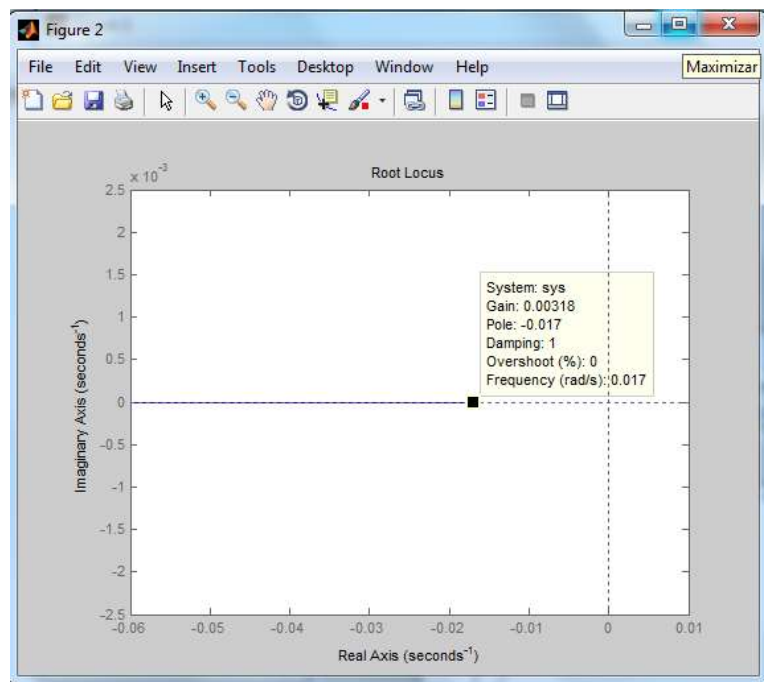 Figure 2
File Edit View Insert Tools Desktop Window Help
Maximizar
x 10⁻³
Root Locus
2.5
2
1.5
1
0.5
0
-0.5
-1
-1.5
-2
-2.5
Imaginary Axis (seconds⁻¹)
System: sys
Gain: 0.00318
Pole: -0.017
Damping: 1
Overshoot (%): 0
Frequency (rad/s): 0.017
-0.06 -0.05 -0.04 -0.03 -0.02 -0.01 0 0.01
Real Axis (seconds⁻¹)